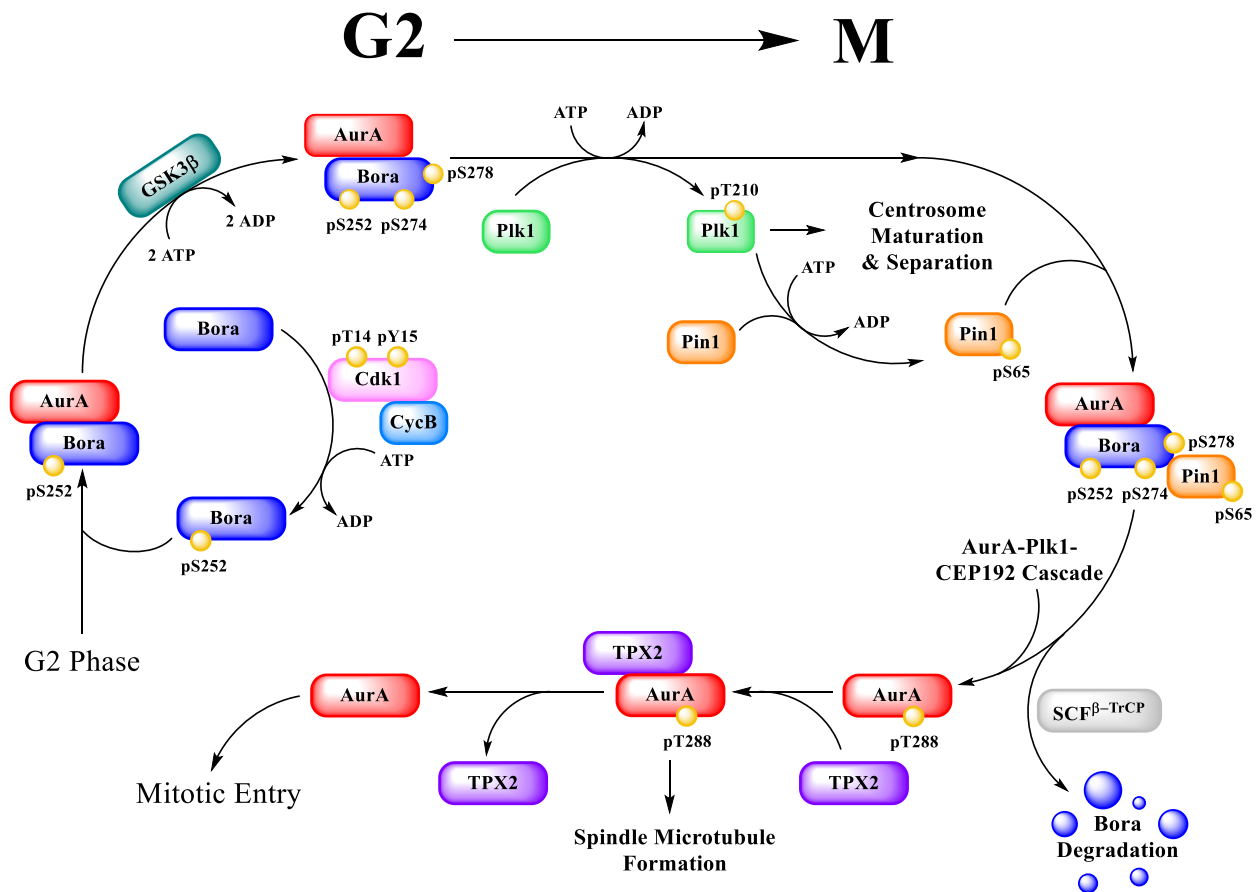 G2
M
ATP
ADP
AurA
GSK3β
Bora
pS278
pS252
pS274
2 ADP
2 ATP
Plk1
pT210
Plk1
Centrosome
Maturation
& Separation
ATP
ADP
Pin1
Pin1
pS65
Bora
pT14
pY15
Cdk1
CycB
ATP
ADP
AurA
Bora
pS252
Bora
pS252
G2 Phase
AurA
Bora
pS278
Pin1
pS252
pS274
pS65
AurA-Plk1-
CEP192 Cascade
SCFβ–TrCP
Bora
Degradation
AurA
pT288
TPX2
TPX2
AurA
pT288
Spindle Microtubule
Formation
TPX2
AurA
Mitotic Entry